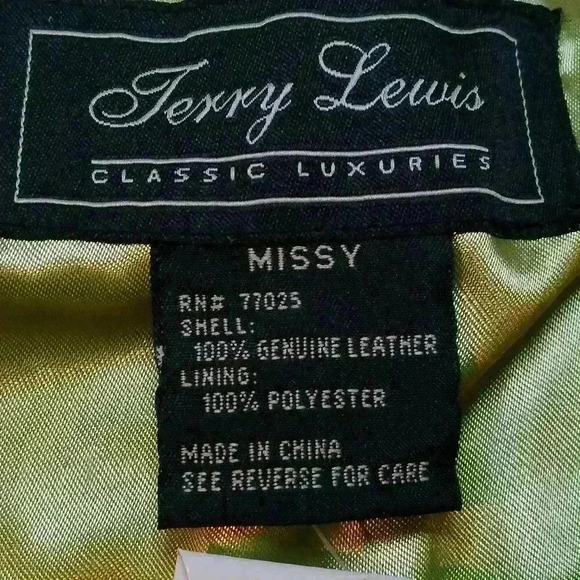 Terry Lewis
CLASSIC LUXURIES
MISSY
RN# 77025
SHELL:
100% GENUINE LEATHER
LINING:
100% POLYESTER
MADE IN CHINA
SEE REVERSE FOR CARE